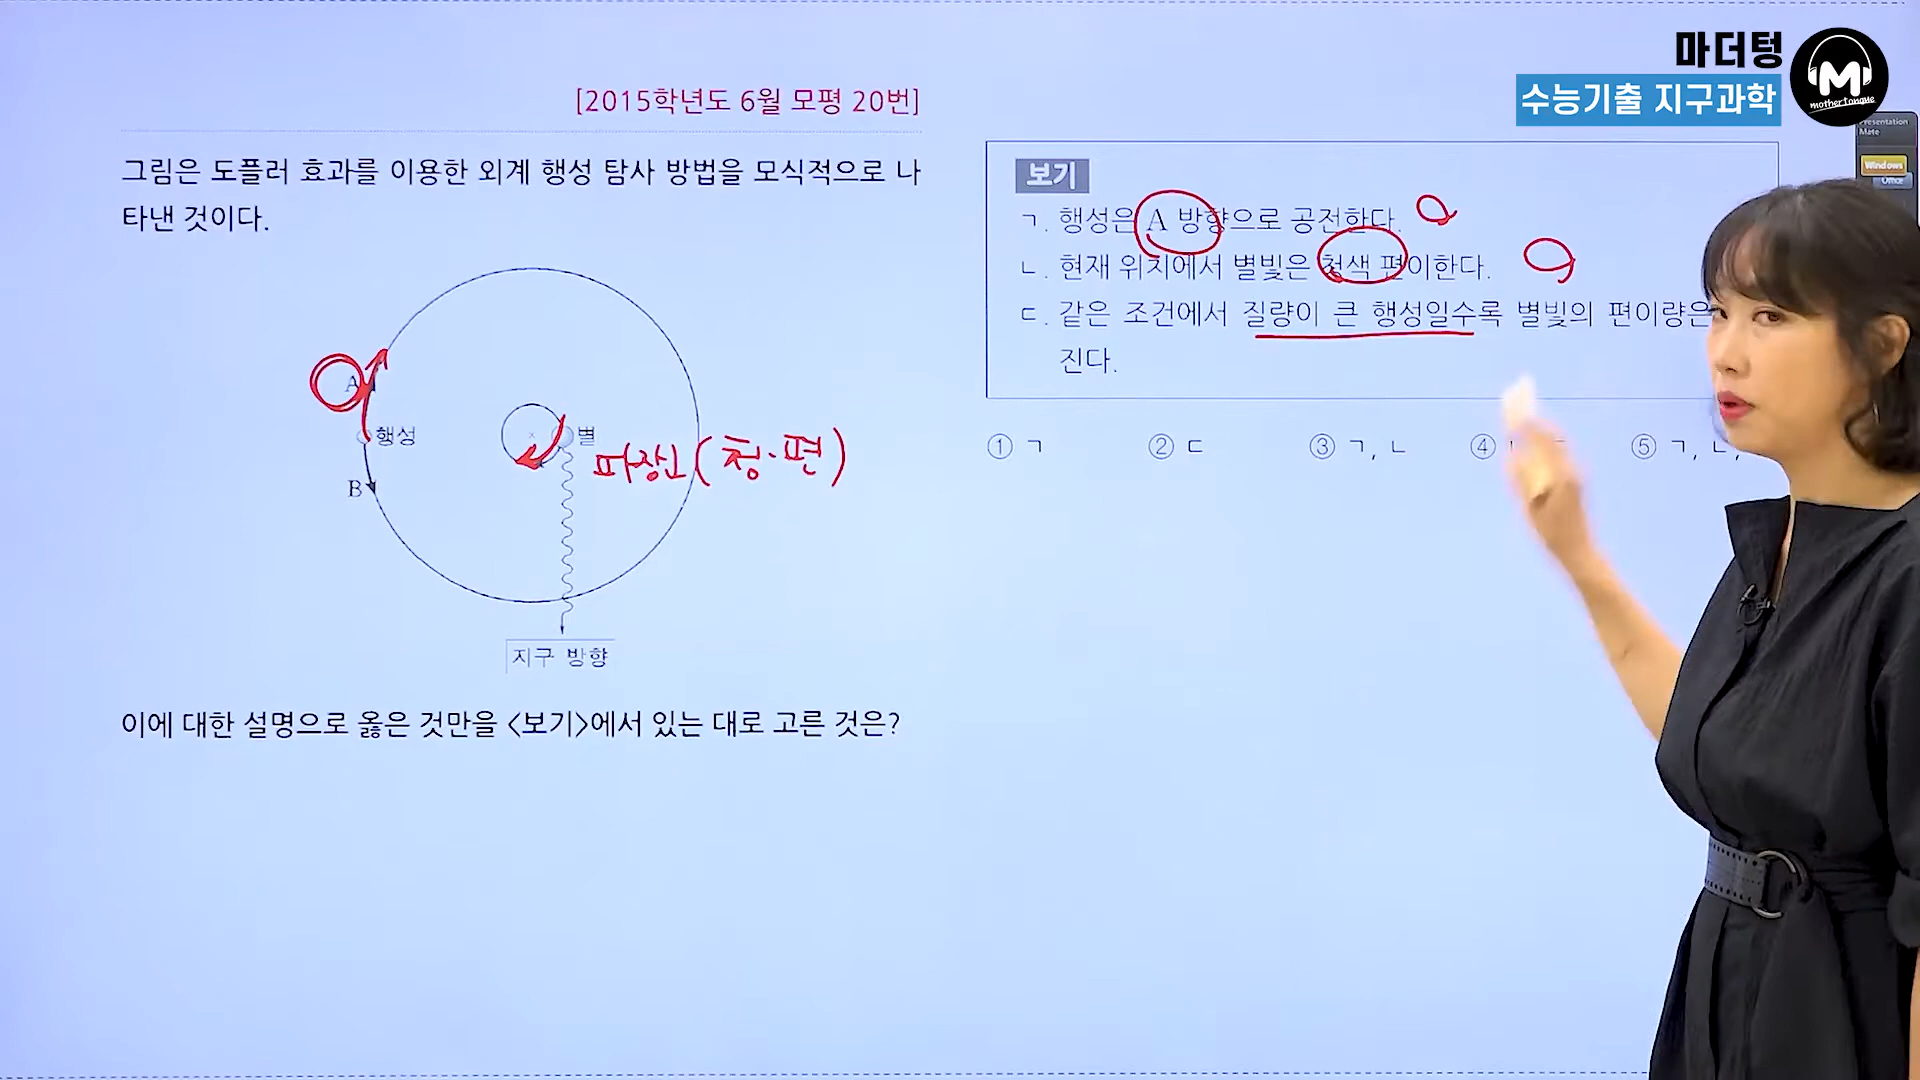 마더텅
수능기출 지구과학
M
mothertongue
Presentation
Mate
Windows
Office
[2015학년도 6월 모평 20번]
그림은 도플러 효과를 이용한 외계 행성 탐사 방법을 모식적으로 나
타낸 것이다.
A
행성
B
별
파장↓(청·편)
지구 방향
이에 대한 설명으로 옳은 것만을 <보기>에서 있는 대로 고른 것은?
보기
ㄱ. 행성은 A 방향으로 공전한다.
ㄴ. 현재 위치에서 별빛은 청색 편이한다.
ㄷ. 같은 조건에서 질량이 큰 행성일수록 별빛의 편이량은
진다.
① ㄱ ② ㄷ ③ ㄱ, ㄴ ④ ⑤ ㄱ, ㄴ,